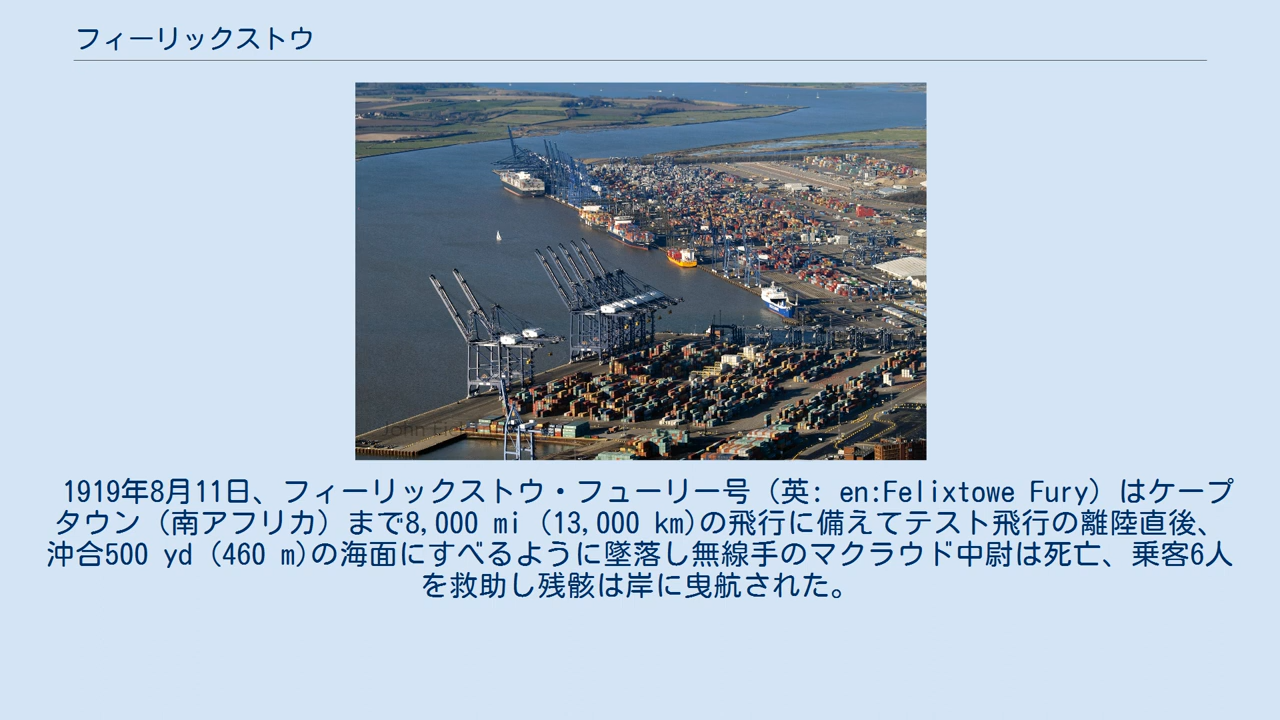 フィーリックストウ
1919年8月11日、フィーリックストウ・フューリー号（英: en:Felixtowe Fury）はケープ
タウン（南アフリカ）まで8,000 mi (13,000 km)の飛行に備えてテスト飛行の離陸直後、
沖合500 yd (460 m)の海面にすべるように墜落し無線手のマクラウド中尉は死亡、乗客6人
を救助し残骸は岸に曳航された。
John